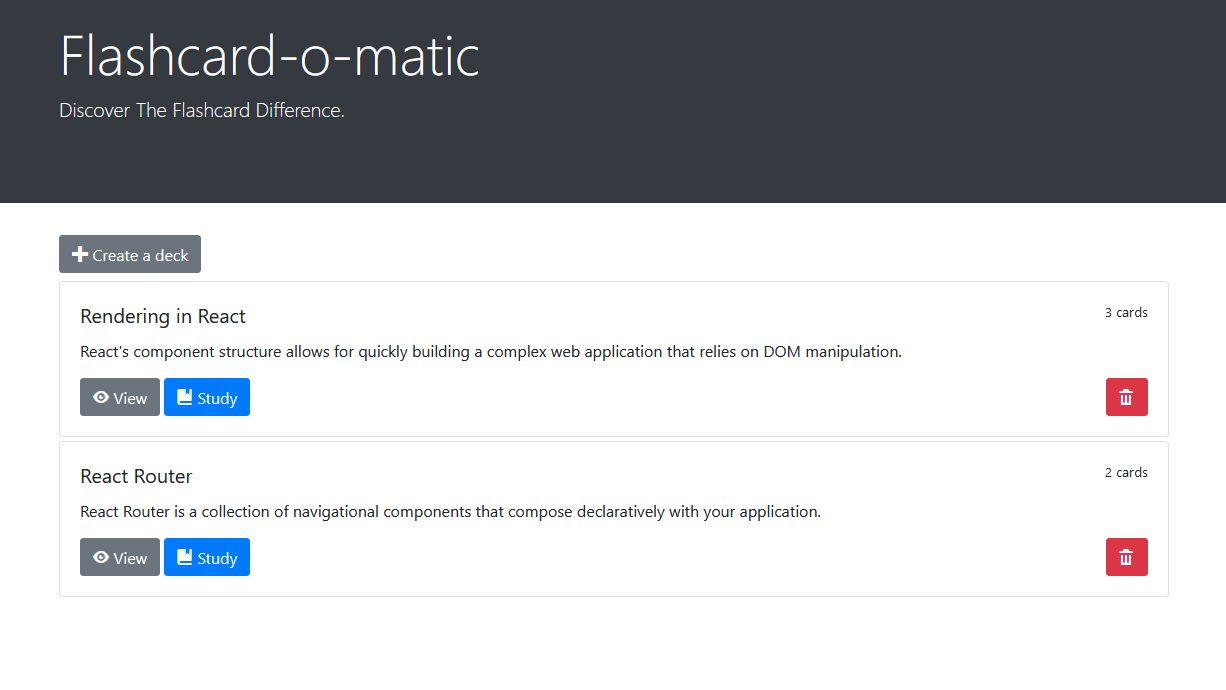 Flashcard-o-matic
Discover The Flashcard Difference.
Create a deck
Rendering in React
3 cards
React's component structure allows for quickly building a complex web application that relies on DOM manipulation.
View
Study
React Router
2 cards
React Router is a collection of navigational components that compose declaratively with your application.
View
Study